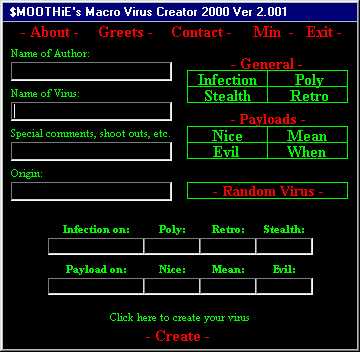 $MOOTHiE's Macro Virus Creator 2000 Ver 2.001
- About - Greets - Contact - Min - Exit -
Name of Author:
Name of Virus:
Special comments, shoot outs, etc.
Origin:
- General -
Infection Poly
Stealth Retro
- Payloads -
Nice Mean
Evil When
- Random Virus -
Infection on: Poly: Retro: Stealth:
Payload on: Nice: Mean: Evil:
Click here to create your virus
- Create -